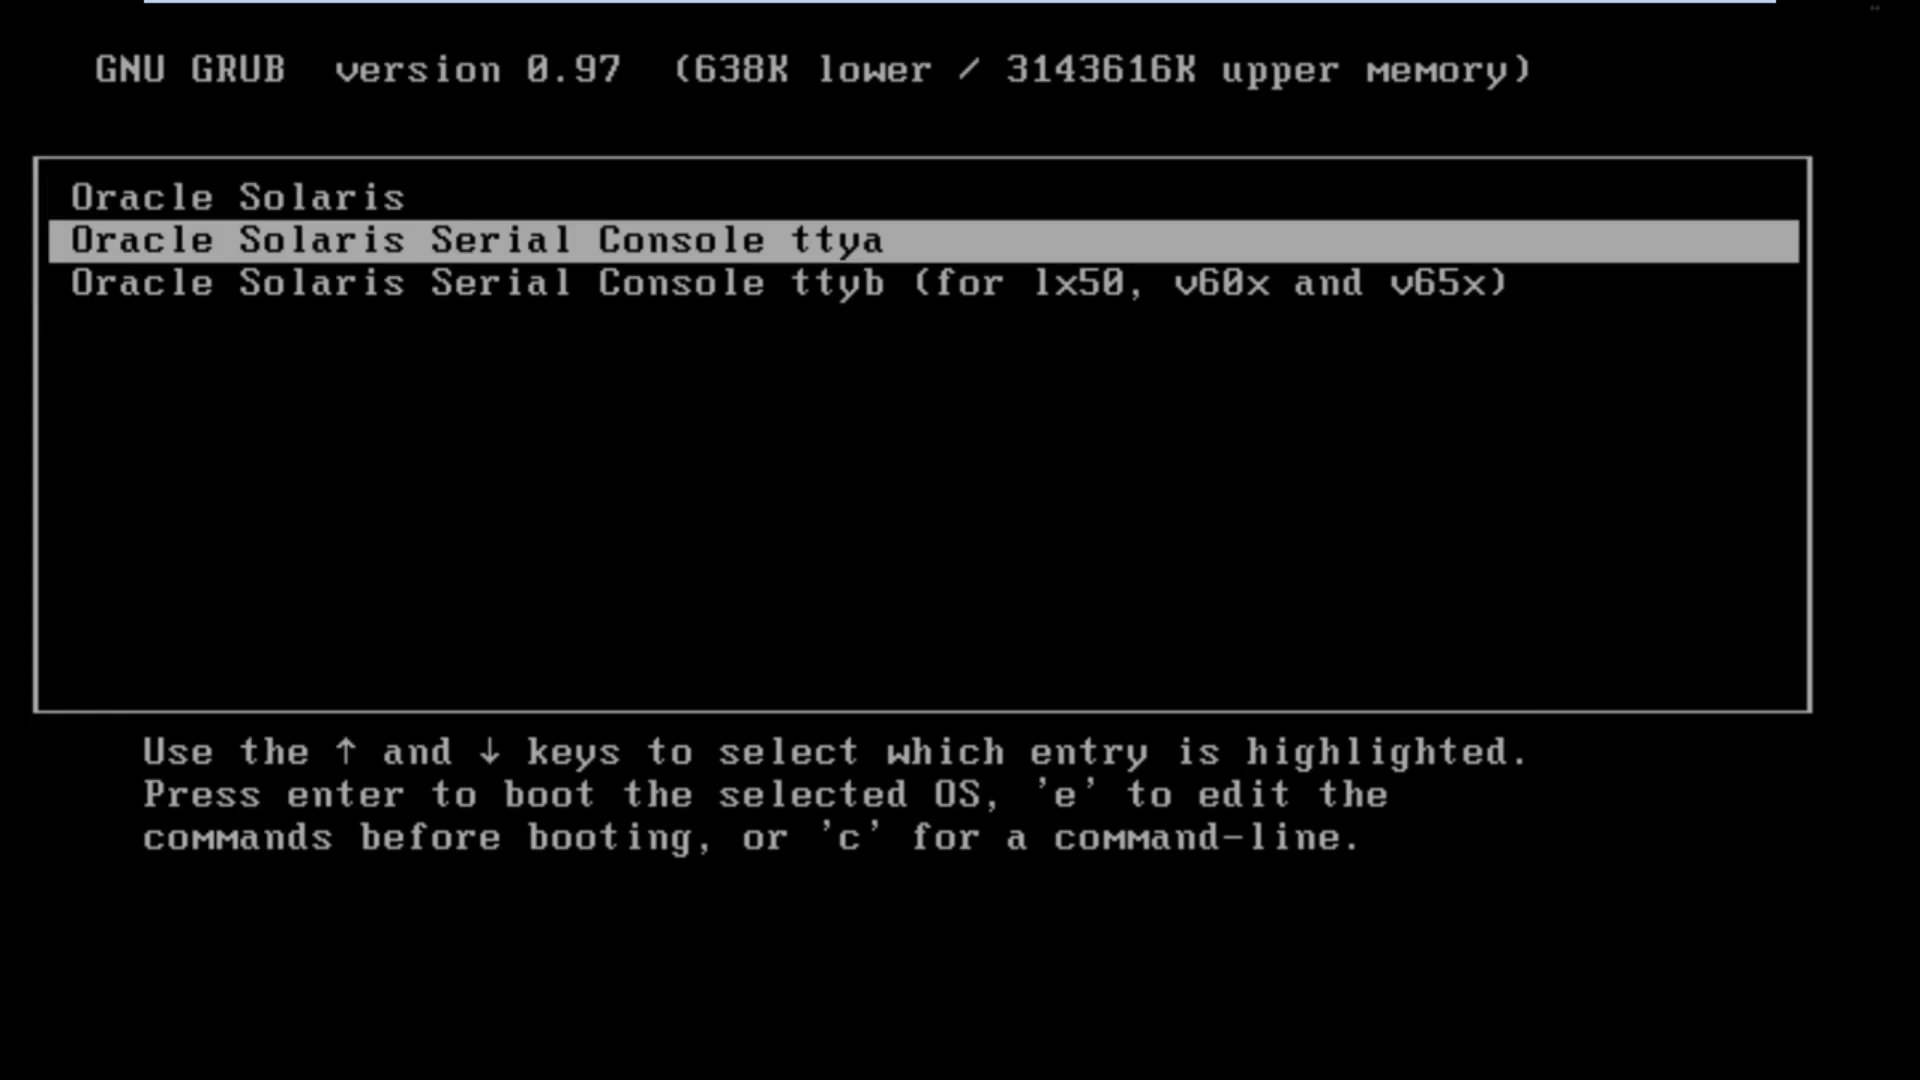 GNU GRUB  version 0.97  (638K lower / 3143616K upper memory)
Oracle Solaris
Oracle Solaris Serial Console ttya
Oracle Solaris Serial Console ttyb (for lx50, v60x and v65x)
Use the ↑ and ↓ keys to select which entry is highlighted.
Press enter to boot the selected OS, 'e' to edit the
commands before booting, or 'c' for a command-line.